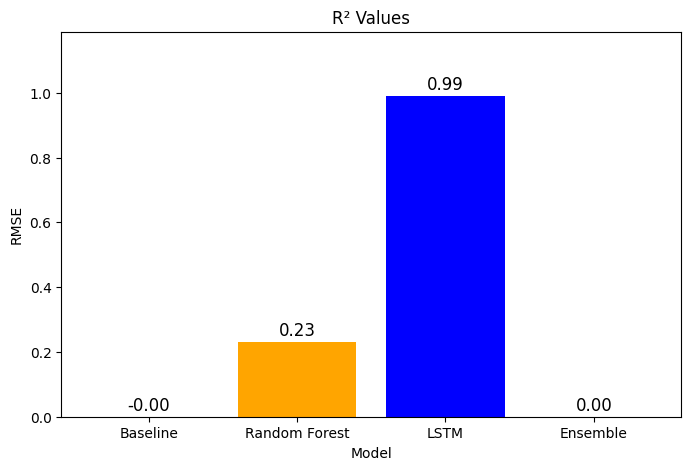 R² Values
RMSE
1.0
0.8
0.6
0.4
0.2
0.0
-0.00
0.23
0.99
0.00
Baseline
Random Forest
LSTM
Ensemble
Model